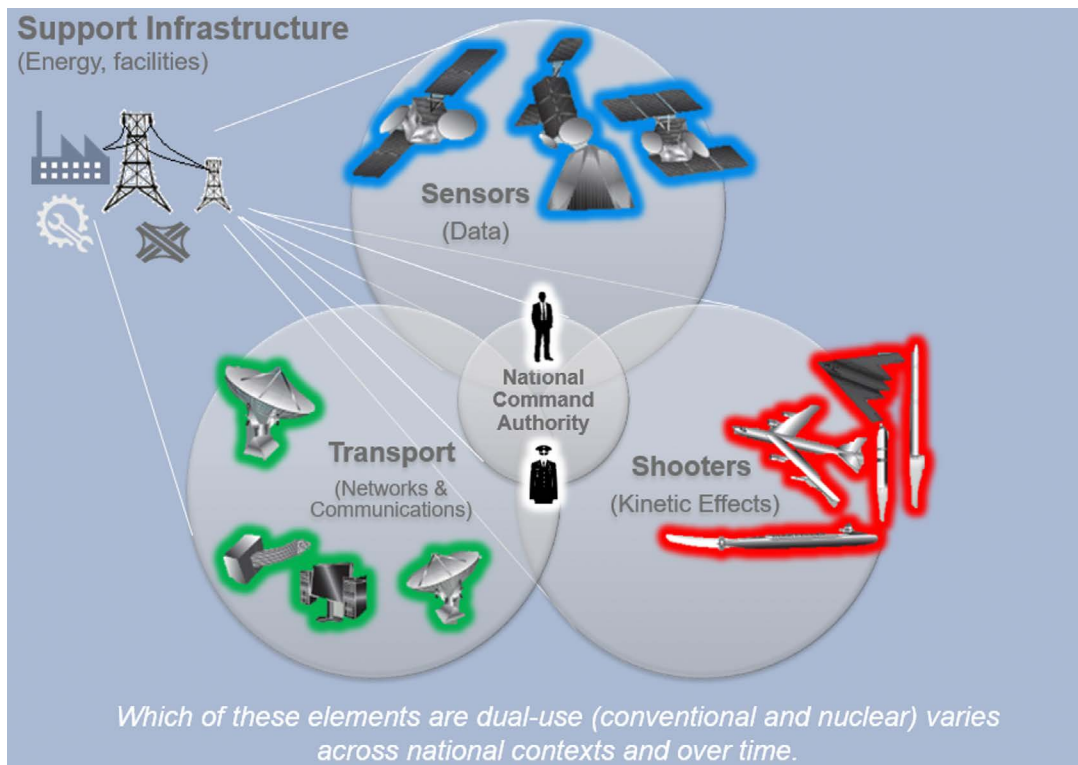 Support Infrastructure
(Energy, facilities)
Sensors
(Data)
National
Command
Authority
Transport
(Networks &
Communications)
Shooters
(Kinetic Effects)
Which of these elements are dual-use (conventional and nuclear) varies
across national contexts and over time.